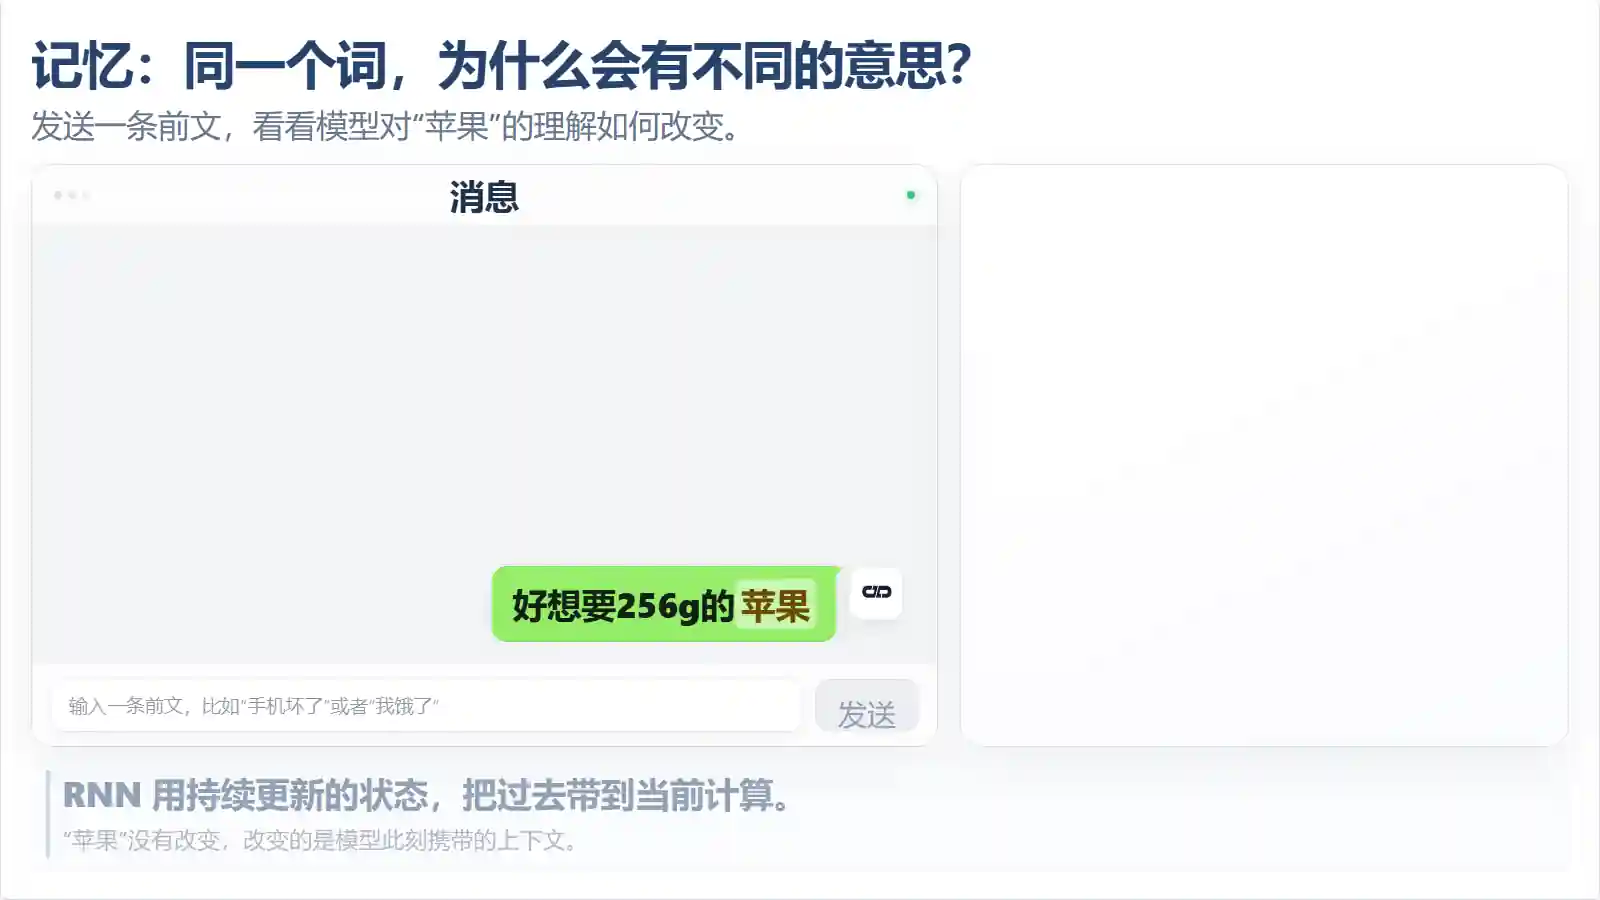 记忆：同一个词，为什么会有不同的意思？
发送一条前文，看看模型对“苹果”的理解如何改变。
消息
好想要256g的苹果
输入一条前文，比如“手机坏了”或者“我饿了”
发送
RNN 用持续更新的状态，把过去带到当前计算。
“苹果”没有改变，改变的是模型此刻携带的上下文。